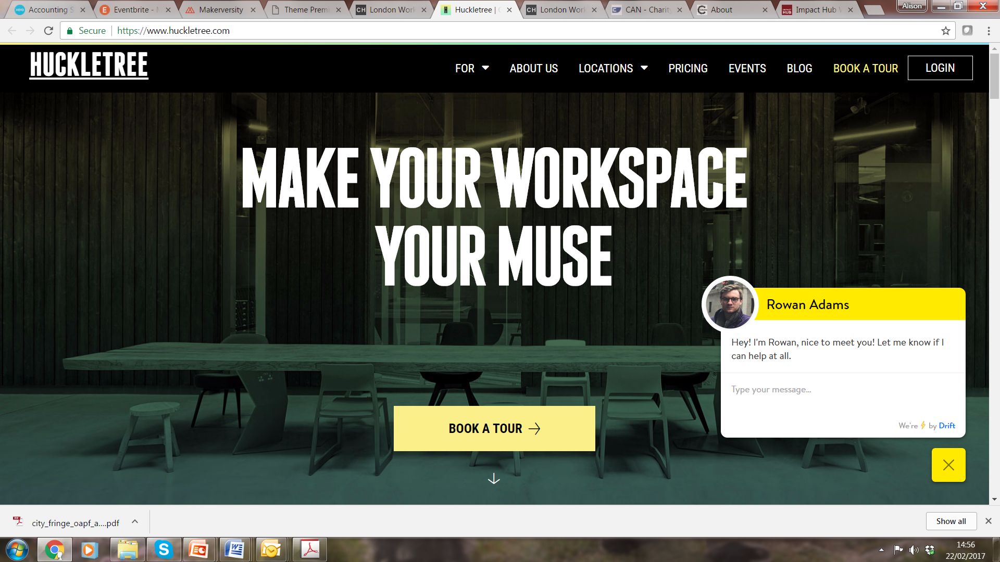 Accounting S
Eventbrite - M
Makerversity
Theme Premi
London Work
Huckletree | C
London Work
CAN - Charity
About
Impact Hub W
Alison
Secure
https://www.huckletree.com
HUCKLETREE
FOR
ABOUT US
LOCATIONS
PRICING
EVENTS
BLOG
BOOK A TOUR
LOGIN
MAKE YOUR WORKSPACE
YOUR MUSE
Rowan Adams
Hey! I'm Rowan, nice to meet you! Let me know if I
can help at all.
Type your message...
We're ⚡ by Drift
BOOK A TOUR →
city_fringe_oapf_a....pdf
Show all
14:56
22/02/2017